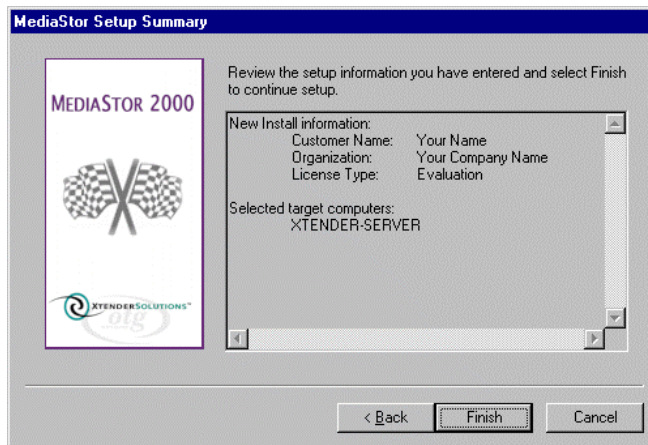 MediaStor Setup Summary
MEDIASTOR 2000
Review the setup information you have entered and select Finish
to continue setup.
New Install information:
Customer Name: Your Name
Organization: Your Company Name
License Type: Evaluation
Selected target computers:
XTENDER-SERVER
XTENDERSOLUTIONS™
otg
< Back
Finish
Cancel